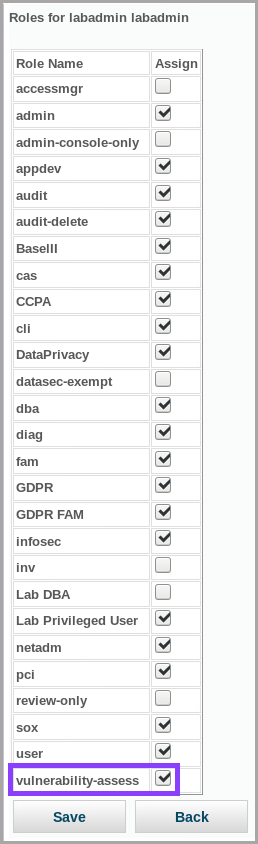 Roles for labadmin labadmin
Role Name Assign
accessmgr
admin
admin-console-only
appdev
audit
audit-delete
BaselII
cas
CCPA
cli
DataPrivacy
datasec-exempt
dba
diag
fam
GDPR
GDPR FAM
infosec
inv
Lab DBA
Lab Privileged User
netadm
pci
review-only
sox
user
vulnerability-assess
Save Back